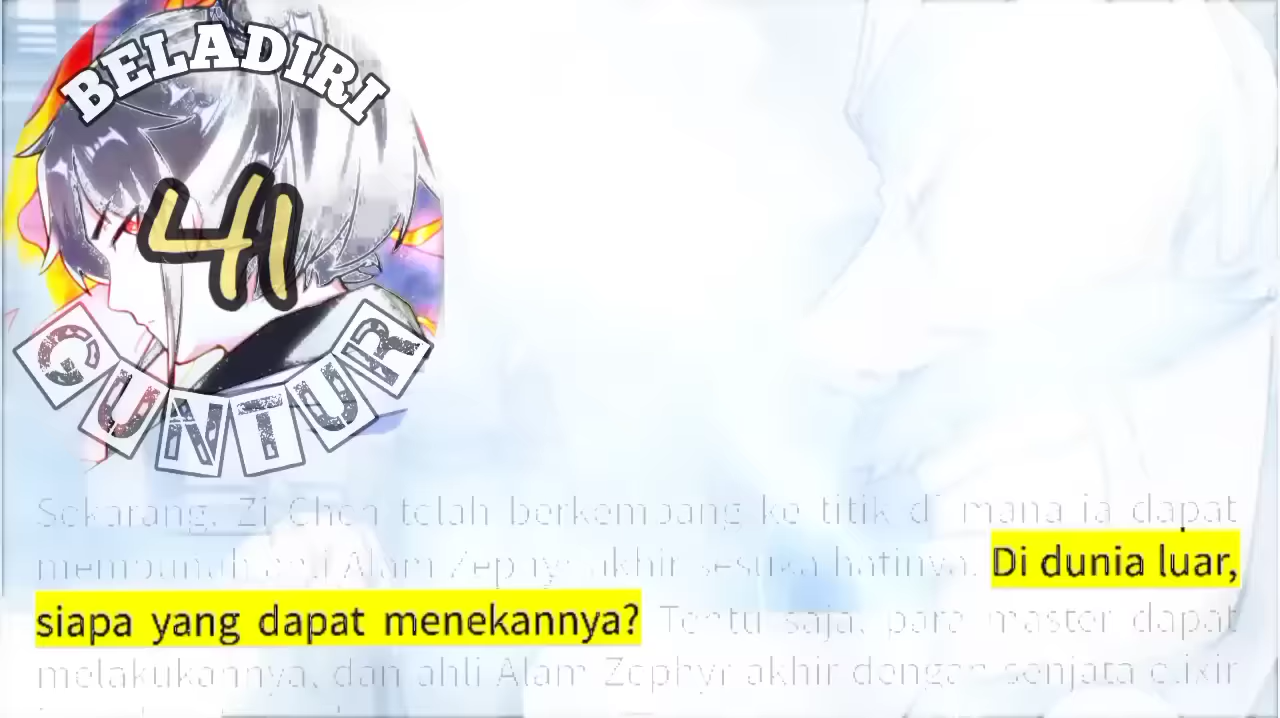 BELADIRI
41
GUNTUR
Sekarang, Zi Chen telah berkembang ke titik di mana ia dapat
membunuh ahli Alam Zephyr akhir sesuka hatinya. Di dunia luar,
siapa yang dapat menekannya? Tentu saja, para master dapat
melakukannya, dan ahli Alam Zephyr akhir dengan senjata elixir